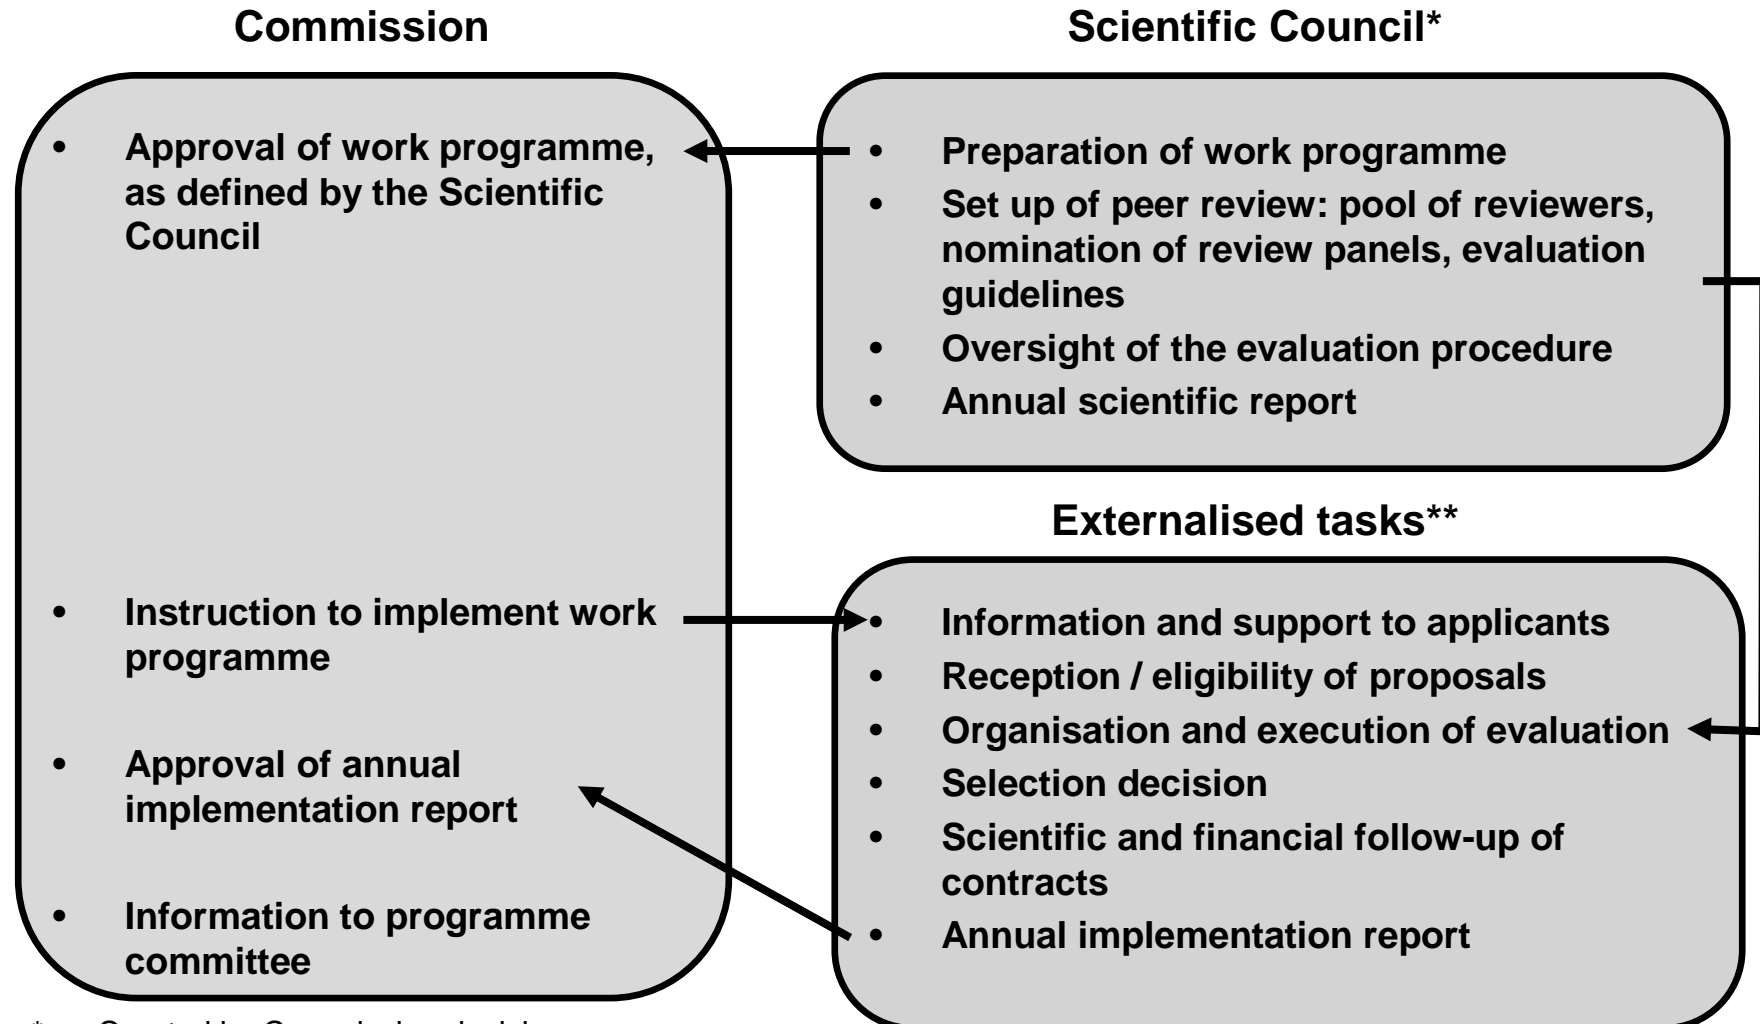 Commission
• Approval of work programme,
as defined by the Scientific
Council
• Instruction to implement work
programme
• Approval of annual
implementation report
• Information to programme
committee
Scientific Council*
• Preparation of work programme
• Set up of peer review: pool of reviewers,
nomination of review panels, evaluation
guidelines
• Oversight of the evaluation procedure
• Annual scientific report
Externalised tasks**
• Information and support to applicants
• Reception / eligibility of proposals
• Organisation and execution of evaluation
• Selection decision
• Scientific and financial follow-up of
contracts
• Annual implementation report
*